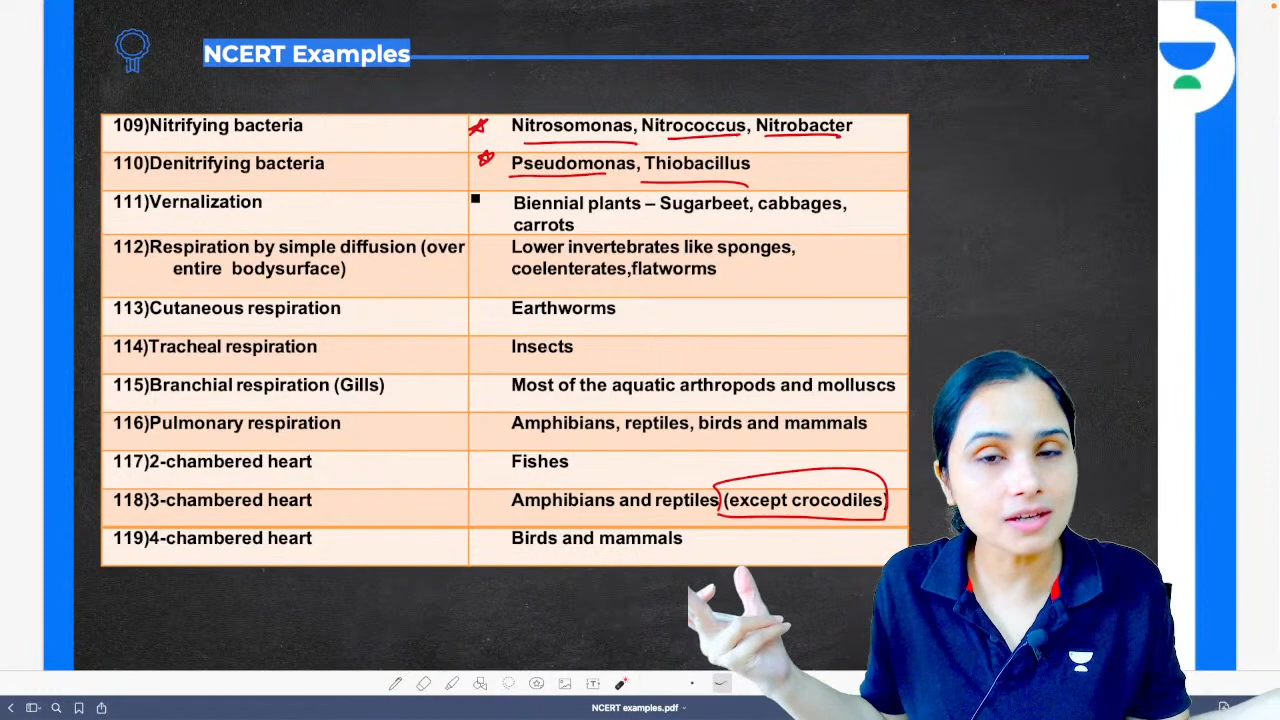 NCERT Examples
109)Nitrifying bacteria
Nitrosomonas, Nitrococcus, Nitrobacter
110)Denitrifying bacteria
Pseudomonas, Thiobacillus
111)Vernalization
Biennial plants – Sugarbeet, cabbages,
carrots
112)Respiration by simple diffusion (over
entire bodysurface)
Lower invertebrates like sponges,
coelenterates,flatworms
113)Cutaneous respiration
Earthworms
114)Tracheal respiration
Insects
115)Branchial respiration (Gills)
Most of the aquatic arthropods and molluscs
116)Pulmonary respiration
Amphibians, reptiles, birds and mammals
117)2-chambered heart
Fishes
118)3-chambered heart
Amphibians and reptiles (except crocodiles)
119)4-chambered heart
Birds and mammals
NCERT examples.pdf